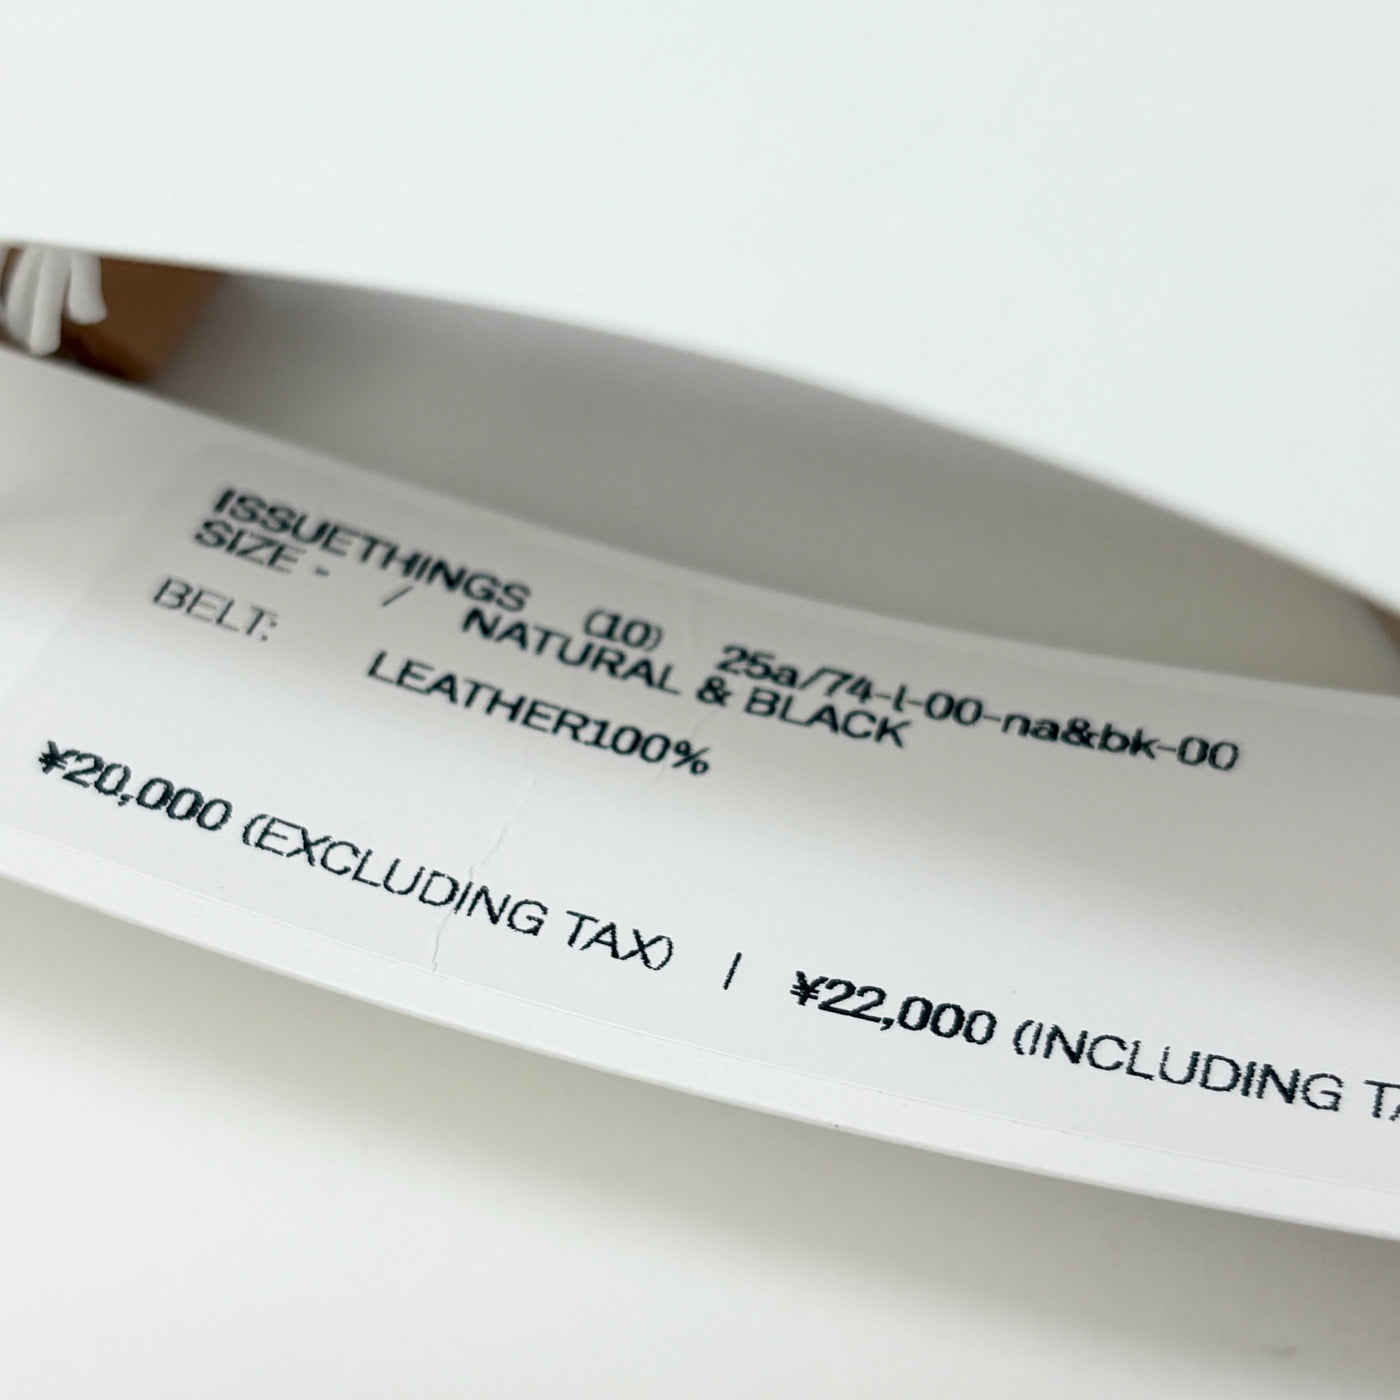 ISSUETHINGS (10) 25a/74-l-00-na&bk-00
SIZE - / NATURAL & BLACK
BELT: LEATHER100%
¥20,000 (EXCLUDING TAX) | ¥22,000 (INCLUDING TA